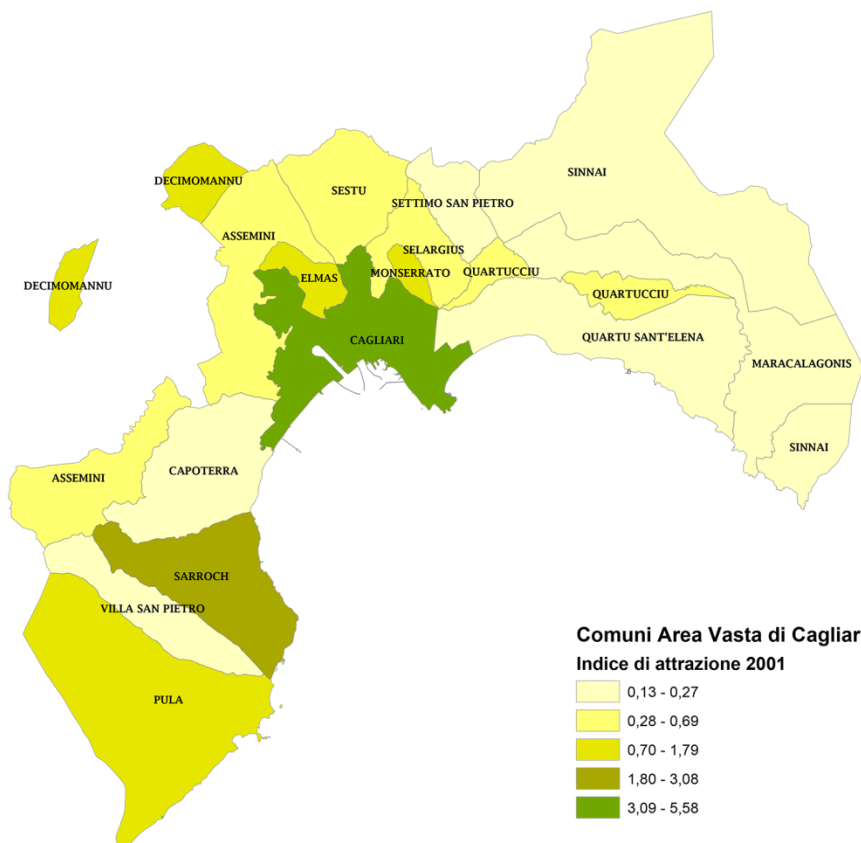 SINNAI
DECIMOMANNU
SESTU
SETTIMO SAN PIETRO
ASSEMINI
SELARGIUS
MONSERRATO
QUARTUCCIU
ELMAS
DECIMOMANNU
QUARTUCCIU
CAGLIARI
QUARTU SANT'ELENA
MARACALAGONIS
SINNAI
CAPOTERRA
ASSEMINI
SARROCH
VILLA SAN PIETRO
PULA
Comuni Area Vasta di Cagliar
Indice di attrazione 2001
0,13 - 0,27
0,28 - 0,69
0,70 - 1,79
1,80 - 3,08
3,09 - 5,58